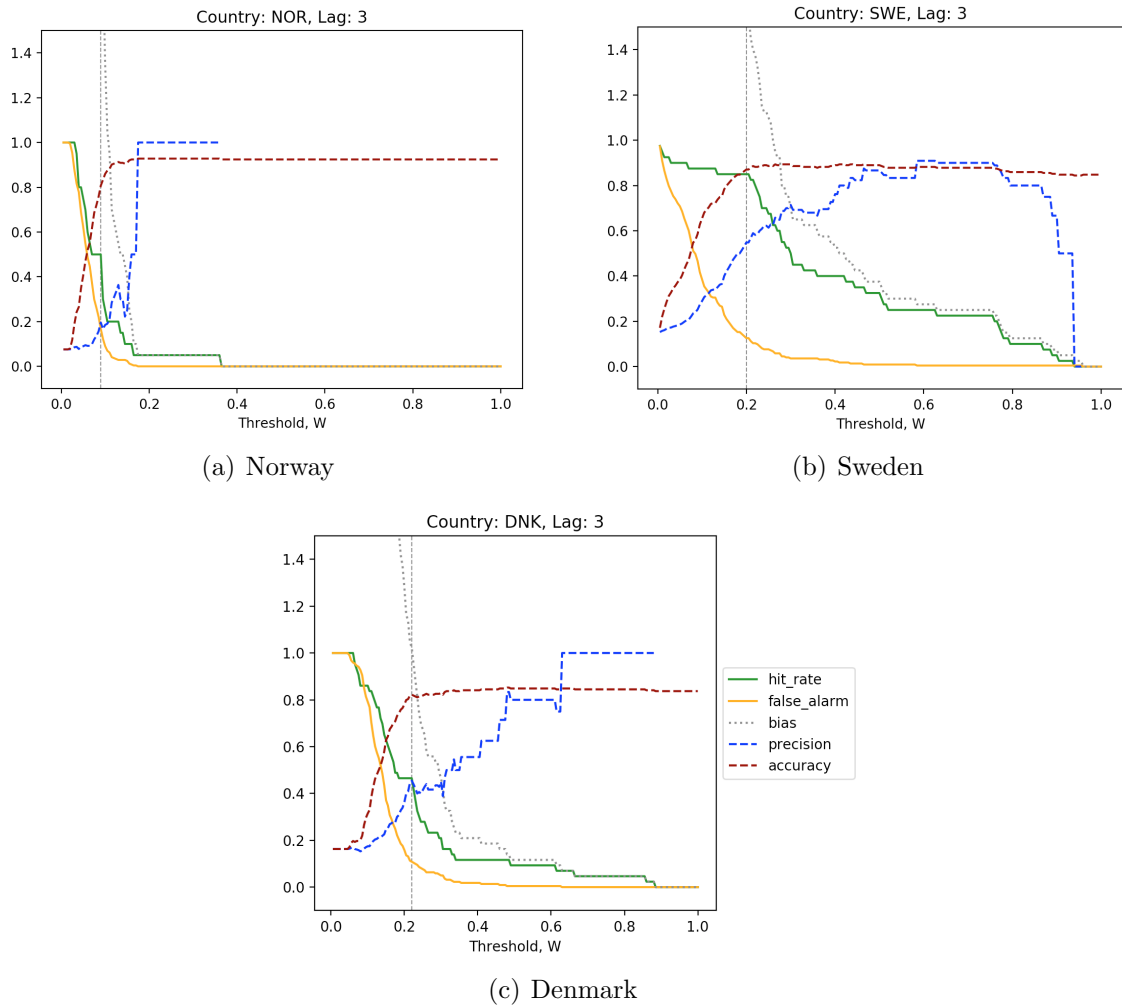 Country: NOR, Lag: 3
1.4
1.2
1.0
0.8
0.6
0.4
0.2
0.0
0.0 0.2 0.4 0.6 0.8 1.0
Threshold, W
(a) Norway
Country: SWE, Lag: 3
1.4
1.2
1.0
0.8
0.6
0.4
0.2
0.0
0.0 0.2 0.4 0.6 0.8 1.0
Threshold, W
(b) Sweden
Country: DNK, Lag: 3
1.4
1.2
1.0
0.8
0.6
0.4
0.2
0.0
0.0 0.2 0.4 0.6 0.8 1.0
Threshold, W
hit_rate
false_alarm
bias
precision
accuracy
(c) Denmark